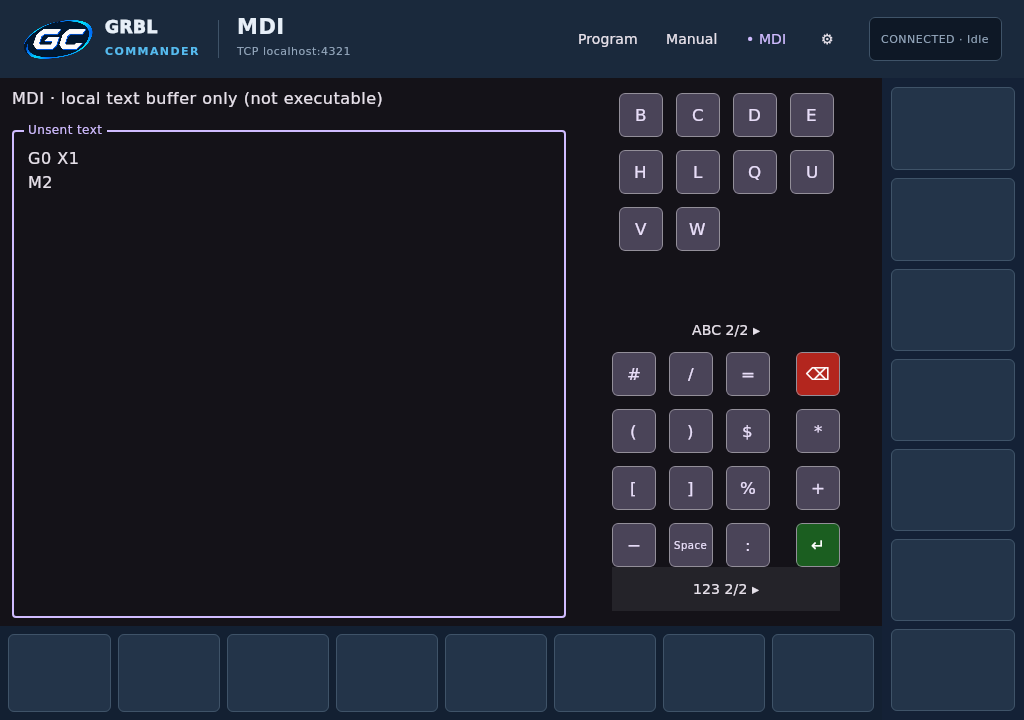 GC GRBL COMMANDER
MDI
TCP localhost:4321
Program Manual • MDI ⚙
CONNECTED · Idle
MDI · local text buffer only (not executable)
Unsent text
G0 X1
M2
B C D E
H L Q U
V W
ABC 2/2 ▸
# / = ⌫
( ) $ *
[ ] % +
− Space : ↵
123 2/2 ▸